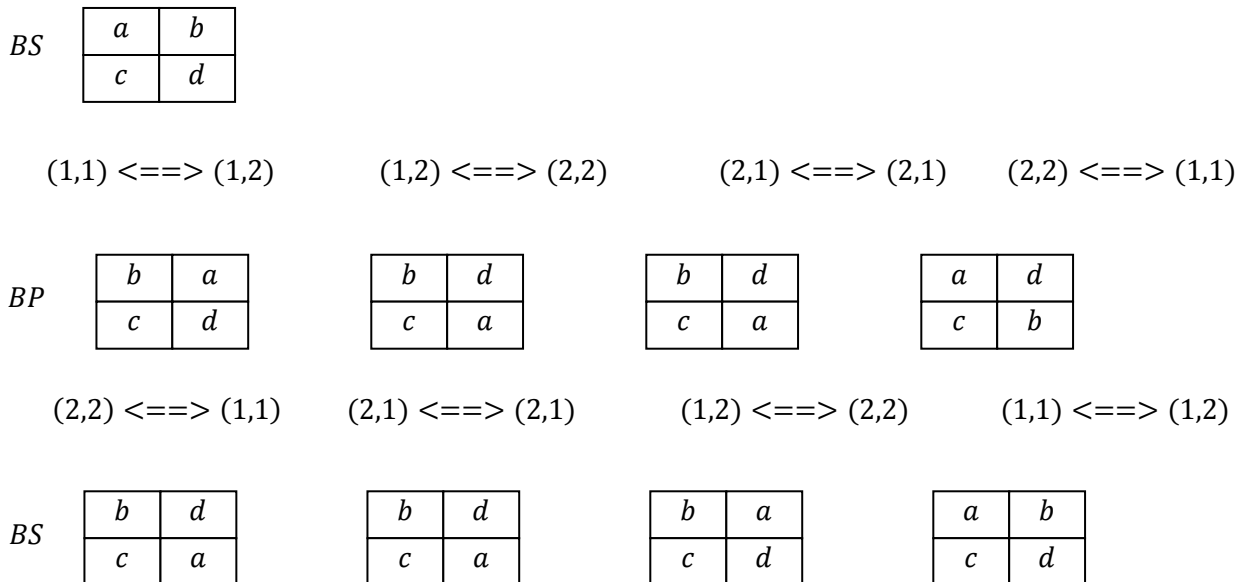 a b
BS
c d
(1,1) <==> (1,2) (1,2) <==> (2,2) (2,1) <==> (2,1) (2,2) <==> (1,1)
b a b d b d a d
BP
c d c a c a c b
(2,2) <==> (1,1) (2,1) <==> (2,1) (1,2) <==> (2,2) (1,1) <==> (1,2)
b d b d b a a b
BS
c a c a c d c d